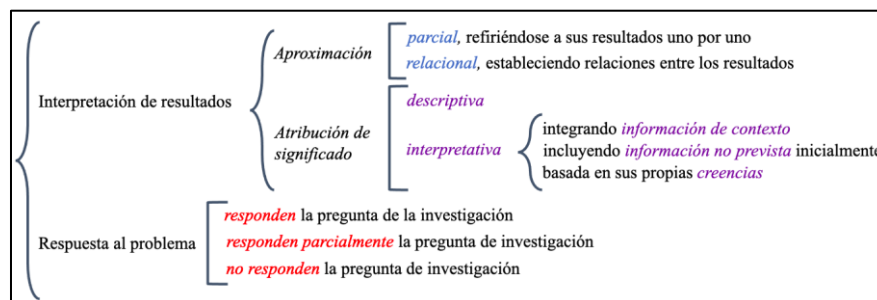 Interpretación de resultados
Aproximación
parcial, refiriéndose a sus resultados uno por uno
relacional, estableciendo relaciones entre los resultados
Atribución de
significado
descriptiva
interpretativa
integrando información de contexto
incluyendo información no prevista inicialmente
basada en sus propias creencias
Respuesta al problema
responden la pregunta de la investigación
responden parcialmente la pregunta de investigación
no responden la pregunta de investigación